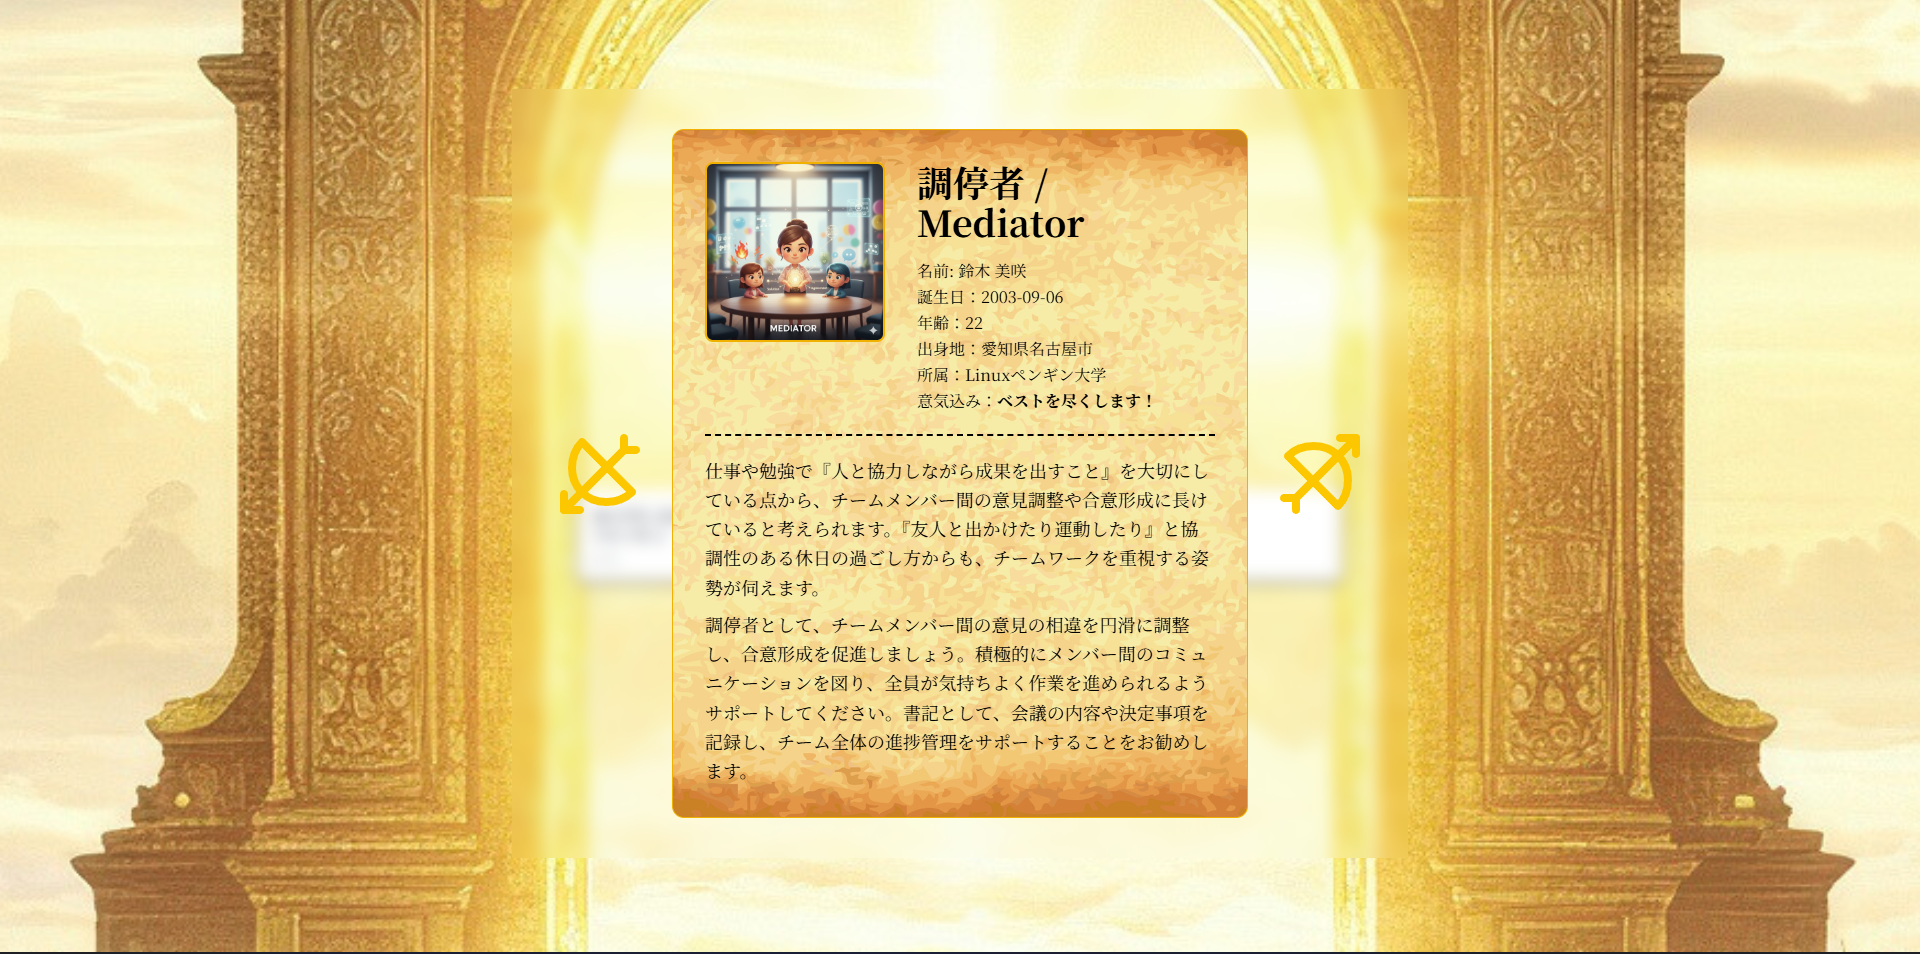 調停者 /
Mediator
名前: 鈴木 美咲
誕生日：2003-09-06
年齢：22
出身地：愛知県名古屋市
所属：Linuxペンギン大学
意気込み：ベストを尽くします！
MEDIATOR
仕事や勉強で『人と協力しながら成果を出すこと』を大切にし
ている点から、チームメンバー間の意見調整や合意形成に長け
ていると考えられます。『友人と出かけたり運動したり』と協
調性のある休日の過ごし方からも、チームワークを重視する姿
勢が伺えます。
調停者として、チームメンバー間の意見の相違を円滑に調整
し、合意形成を促進しましょう。積極的にメンバー間のコミュ
ニケーションを図り、全員が気持ちよく作業を進められるよう
サポートしてください。書記として、会議の内容や決定事項を
記録し、チーム全体の進捗管理をサポートすることをお勧めし
ます。